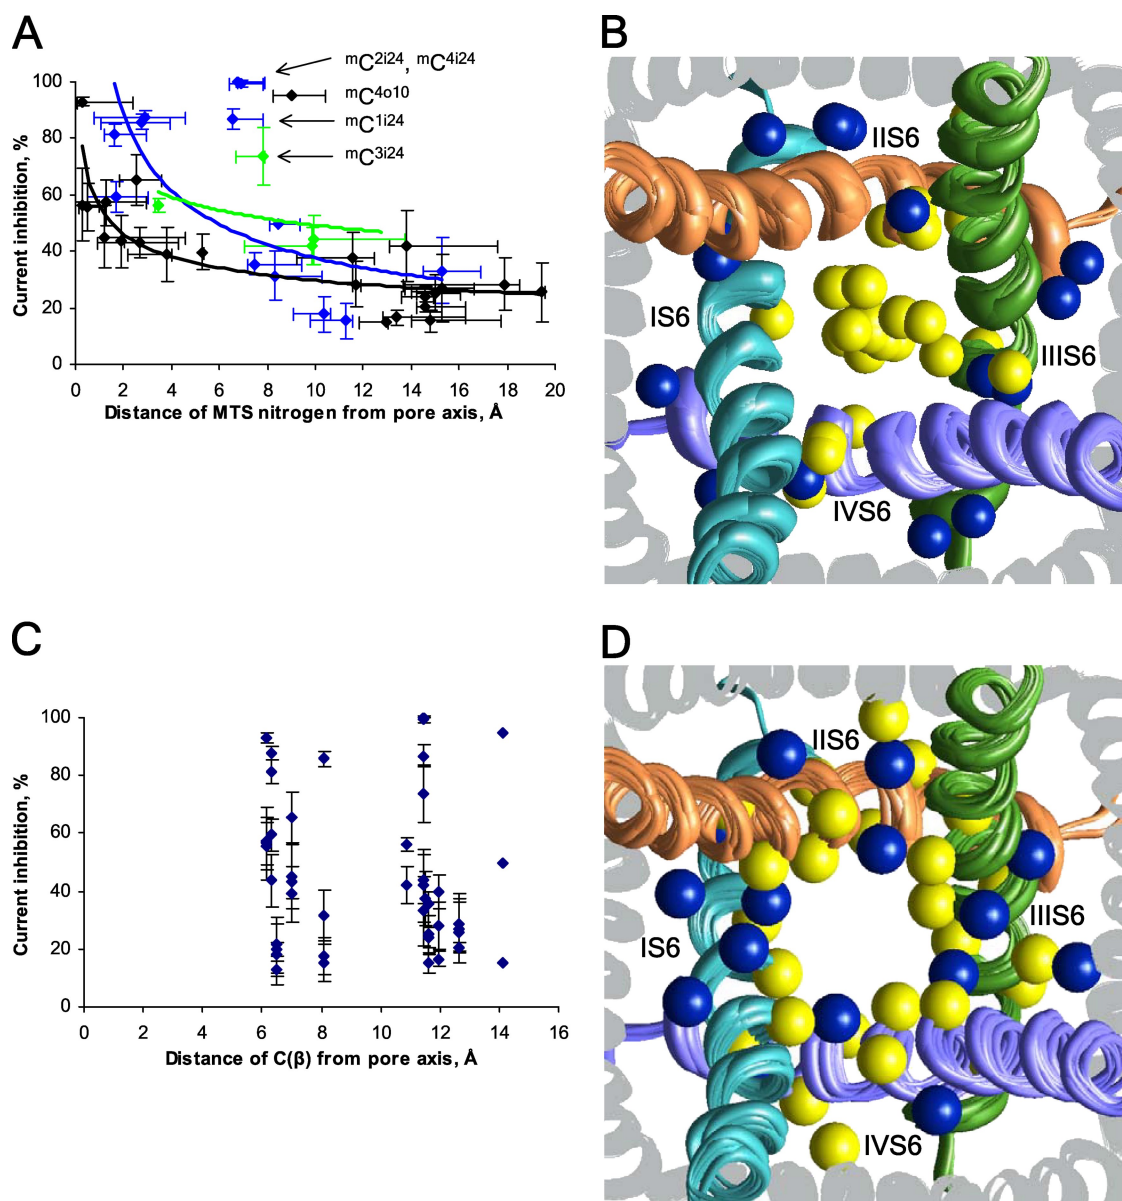 A
mC2i24, mC4i24
mC4o10
mC1i24
mC3i24
Current inhibition, %
100
80
60
40
20
0
0 2 4 6 8 10 12 14 16 18 20
Distance of MTS nitrogen from pore axis, Å
B
IIS6
IS6
IIIS6
IVS6
C
Current inhibition, %
100
80
60
40
20
0
0 2 4 6 8 10 12 14 16
Distance of C(β) from pore axis, Å
D
IIS6
IS6
IIIS6
IVS6